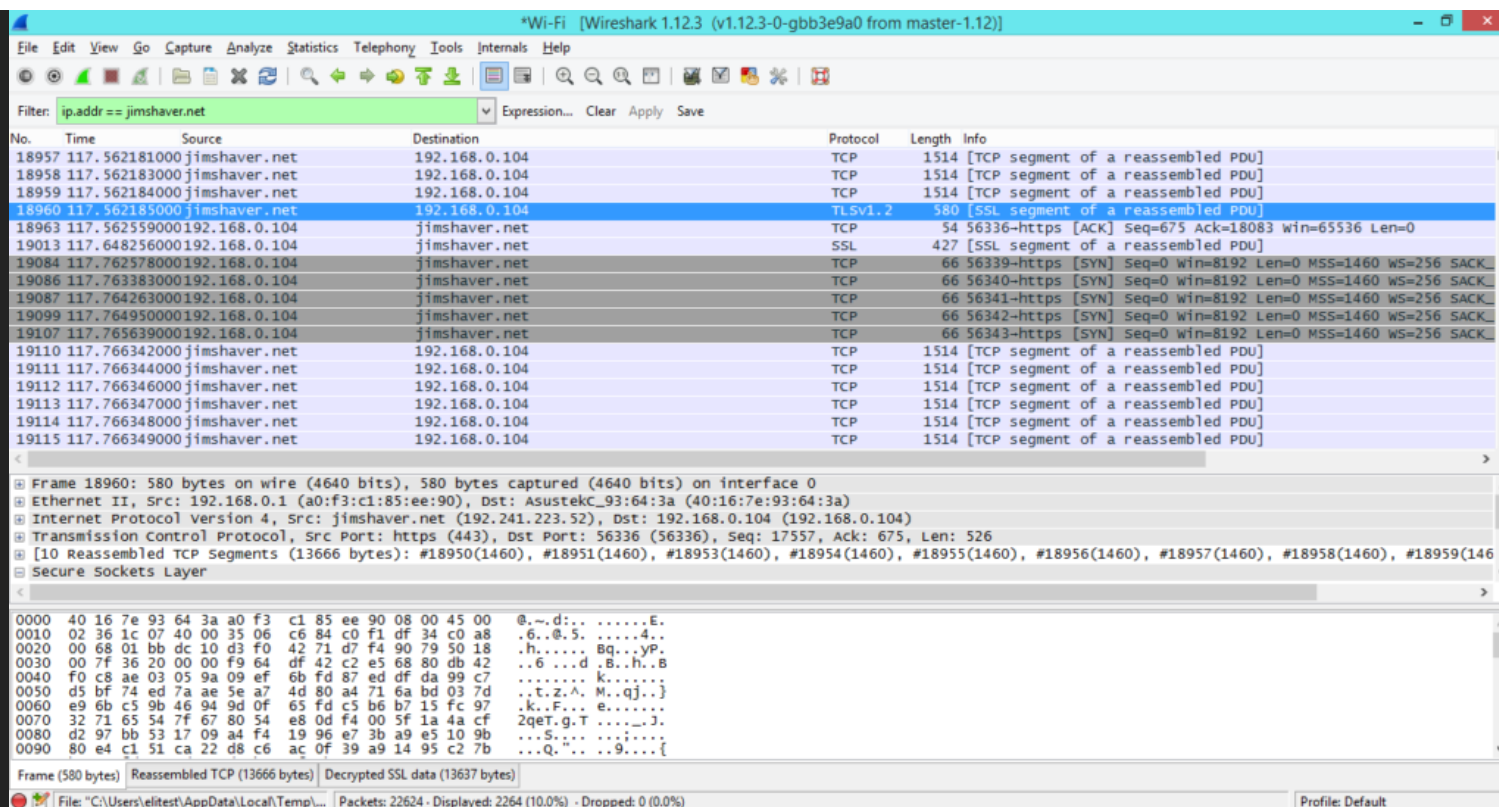 *Wi-Fi [Wireshark 1.12.3 (v1.12.3-0-gbb3e9a0 from master-1.12)]
File Edit View Go Capture Analyze Statistics Telephony Tools Internals Help
Filter: ip.addr == jimshaver.net Expression... Clear Apply Save
No. Time Source Destination Protocol Length Info
18957 117.562181000 jimshaver.net 192.168.0.104 TCP 1514 [TCP segment of a reassembled PDU]
18958 117.562183000 jimshaver.net 192.168.0.104 TCP 1514 [TCP segment of a reassembled PDU]
18959 117.562184000 jimshaver.net 192.168.0.104 TCP 1514 [TCP segment of a reassembled PDU]
18960 117.562185000 jimshaver.net 192.168.0.104 TLSv1.2 580 [SSL segment of a reassembled PDU]
18963 117.562559000 192.168.0.104 jimshaver.net TCP 54 56336→https [ACK] Seq=675 Ack=18083 Win=65536 Len=0
19013 117.648256000 192.168.0.104 jimshaver.net SSL 427 [SSL segment of a reassembled PDU]
19084 117.762578000 192.168.0.104 jimshaver.net TCP 66 56339→https [SYN] Seq=0 Win=8192 Len=0 MSS=1460 WS=256 SACK_
19086 117.763383000 192.168.0.104 jimshaver.net TCP 66 56340→https [SYN] Seq=0 Win=8192 Len=0 MSS=1460 WS=256 SACK_
19087 117.764263000 192.168.0.104 jimshaver.net TCP 66 56341→https [SYN] Seq=0 Win=8192 Len=0 MSS=1460 WS=256 SACK_
19099 117.764950000 192.168.0.104 jimshaver.net TCP 66 56342→https [SYN] Seq=0 Win=8192 Len=0 MSS=1460 WS=256 SACK_
19107 117.765639000 192.168.0.104 jimshaver.net TCP 66 56343→https [SYN] Seq=0 Win=8192 Len=0 MSS=1460 WS=256 SACK_
19110 117.766342000 jimshaver.net 192.168.0.104 TCP 1514 [TCP segment of a reassembled PDU]
19111 117.766344000 jimshaver.net 192.168.0.104 TCP 1514 [TCP segment of a reassembled PDU]
19112 117.766346000 jimshaver.net 192.168.0.104 TCP 1514 [TCP segment of a reassembled PDU]
19113 117.766347000 jimshaver.net 192.168.0.104 TCP 1514 [TCP segment of a reassembled PDU]
19114 117.766348000 jimshaver.net 192.168.0.104 TCP 1514 [TCP segment of a reassembled PDU]
19115 117.766349000 jimshaver.net 192.168.0.104 TCP 1514 [TCP segment of a reassembled PDU]
Frame 18960: 580 bytes on wire (4640 bits), 580 bytes captured (4640 bits) on interface 0
Ethernet II, Src: 192.168.0.1 (a0:f3:c1:85:ee:90), Dst: AsustekC_93:64:3a (40:16:7e:93:64:3a)
Internet Protocol Version 4, Src: jimshaver.net (192.241.223.52), Dst: 192.168.0.104 (192.168.0.104)
Transmission Control Protocol, Src Port: https (443), Dst Port: 56336 (56336), Seq: 17557, Ack: 675, Len: 526
[10 Reassembled TCP Segments (13666 bytes): #18950(1460), #18951(1460), #18953(1460), #18954(1460), #18955(1460), #18956(1460), #18957(1460), #18958(1460), #18959(146
Secure Sockets Layer
0000 40 16 7e 93 64 3a a0 f3 c1 85 ee 90 08 00 45 00 @.~.d:.. ......E.
0010 02 36 1c 07 40 00 35 06 c6 84 c0 f1 df 34 c0 a8 .6..@.5. .....4..
0020 00 68 01 bb dc 10 d3 f0 42 71 d7 f4 90 79 50 18 .h...... Bq...yP.
0030 00 7f 36 20 00 00 f9 64 df 42 c2 e5 68 80 db 42 ..6 ...d .B..h..B
0040 f0 c8 ae 03 05 9a 09 ef 6b fd 87 ed df da 99 c7 ........ k.......
0050 d5 bf 74 ed 7a ae 5e a7 4d 80 a4 71 6a bd 03 7d ..t.z.^. M..qj..}
0060 e9 6b c5 9b 46 94 9d 0f 65 fd c5 b6 b7 15 fc 97 .k..F... e.......
0070 32 71 65 54 7f 67 80 54 e8 0d f4 00 5f 1a 4a cf 2qeT.g.T ...._.J.
0080 d2 97 bb 53 17 09 a4 f4 19 96 e7 3b a9 e5 10 9b ...S.... ...;....
0090 80 e4 c1 51 ca 22 d8 c6 ac 0f 39 a9 14 95 c2 7b ...Q.".. ..9....{
Frame (580 bytes) Reassembled TCP (13666 bytes) Decrypted SSL data (13637 bytes)
File: "C:\Users\elitest\AppData\Local\Temp\... Packets: 22624 · Displayed: 2264 (10.0%) · Dropped: 0 (0.0%) Profile: Default